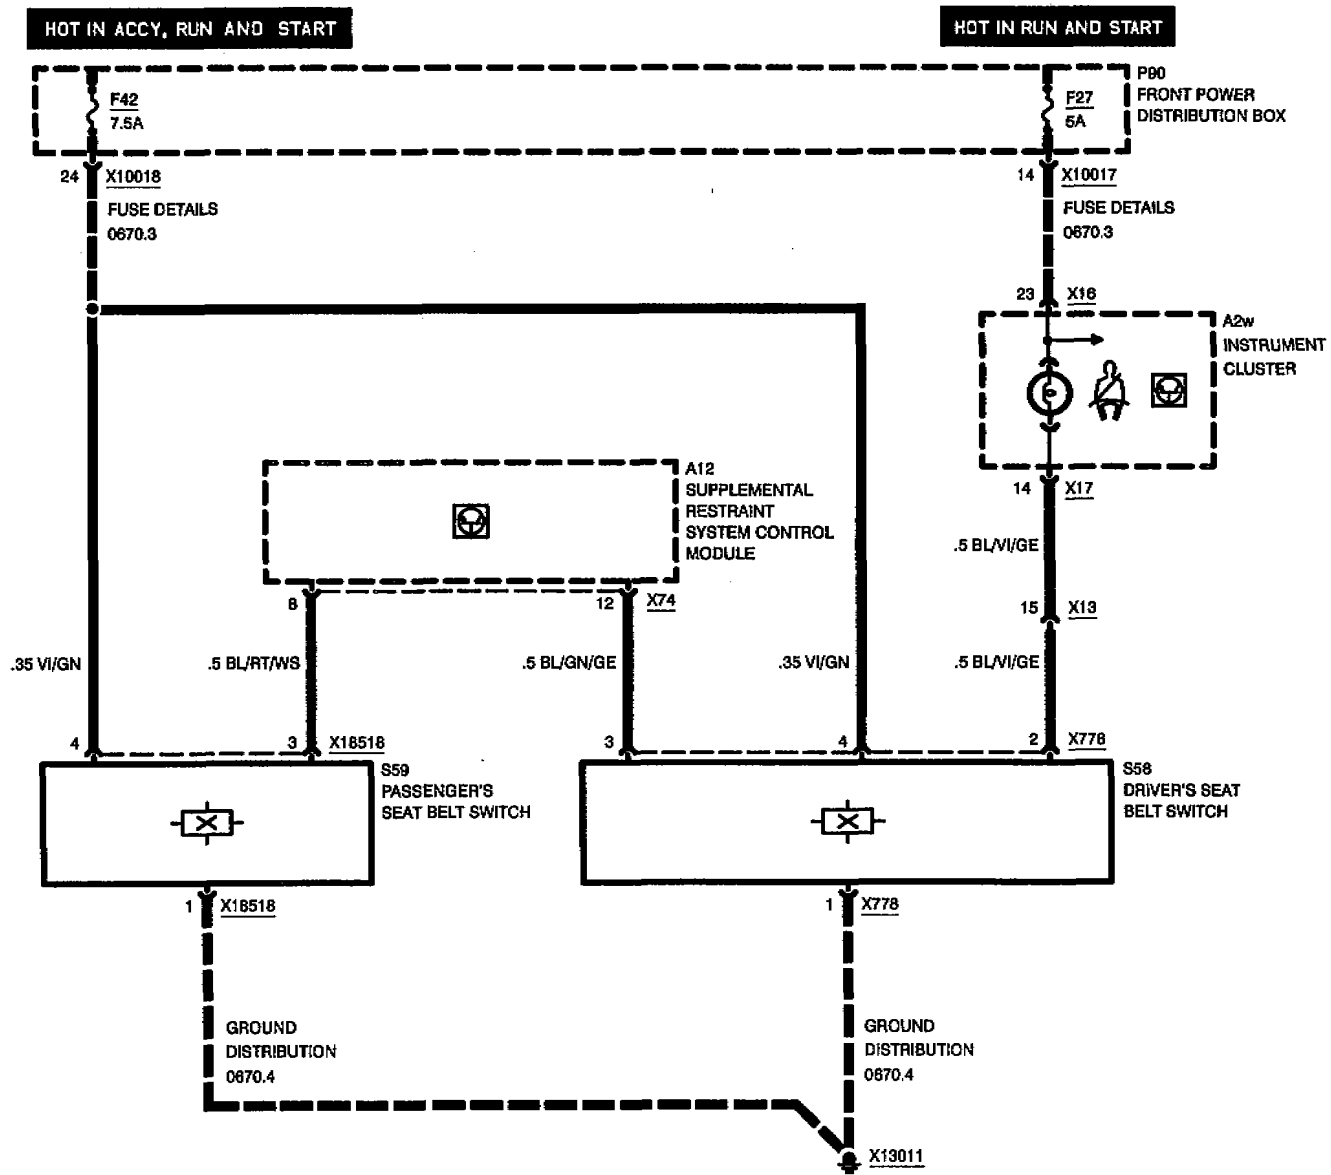 HOT IN ACCY, RUN AND START
HOT IN RUN AND START
F42
7.5A
F27
5A
P90
FRONT POWER
DISTRIBUTION BOX
24 X10018
14 X10017
FUSE DETAILS
0670.3
FUSE DETAILS
0670.3
23 X16
A2w
INSTRUMENT
CLUSTER
A12
SUPPLEMENTAL
RESTRAINT
SYSTEM CONTROL
MODULE
14 X17
.5 BL/VI/GE
8
12 X74
15 X13
.35 VI/GN
.5 BL/RT/WS
.5 BL/GN/GE
.35 VI/GN
.5 BL/VI/GE
4
3 X18518
3
4
2 X778
S59
PASSENGER'S
SEAT BELT SWITCH
S58
DRIVER'S SEAT
BELT SWITCH
1 X18518
1 X778
GROUND
DISTRIBUTION
0670.4
GROUND
DISTRIBUTION
0670.4
X13011